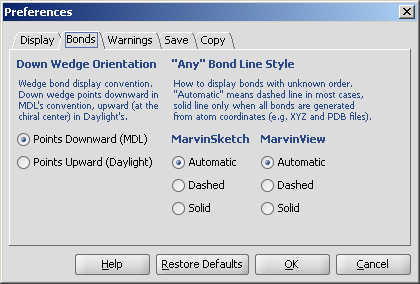 Preferences
Display Bonds Warnings Save Copy
Down Wedge Orientation
Wedge bond display convention.
Down wedge points downward in
MDL's convention, upward (at the
chiral center) in Daylight's.
Points Downward (MDL)
Points Upward (Daylight)
"Any" Bond Line Style
How to display bonds with unknown order.
"Automatic" means dashed line in most cases,
solid line only when all bonds are generated
from atom coordinates (e.g. XYZ and PDB files).
MarvinSketch MarvinView
Automatic Automatic
Dashed Dashed
Solid Solid
Help Restore Defaults OK Cancel